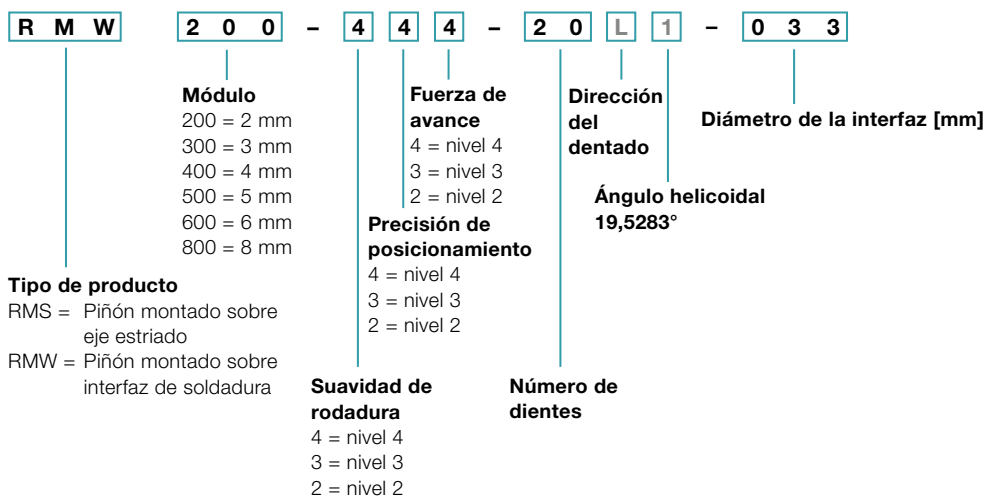 R M W 2 0 0 – 4 4 4 – 2 0 L 1 – 0 3 3
Módulo
200 = 2 mm
300 = 3 mm
400 = 4 mm
500 = 5 mm
600 = 6 mm
800 = 8 mm
Fuerza de
avance
4 = nivel 4
3 = nivel 3
2 = nivel 2
Dirección
del
dentado
Diámetro de la interfaz [mm]
Ángulo helicoidal
19,5283°
Precisión de
posicionamiento
4 = nivel 4
3 = nivel 3
2 = nivel 2
Tipo de producto
RMS = Piñón montado sobre
eje estriado
RMW = Piñón montado sobre
interfaz de soldadura
Suavidad de
rodadura
4 = nivel 4
3 = nivel 3
2 = nivel 2
Número de
dientes